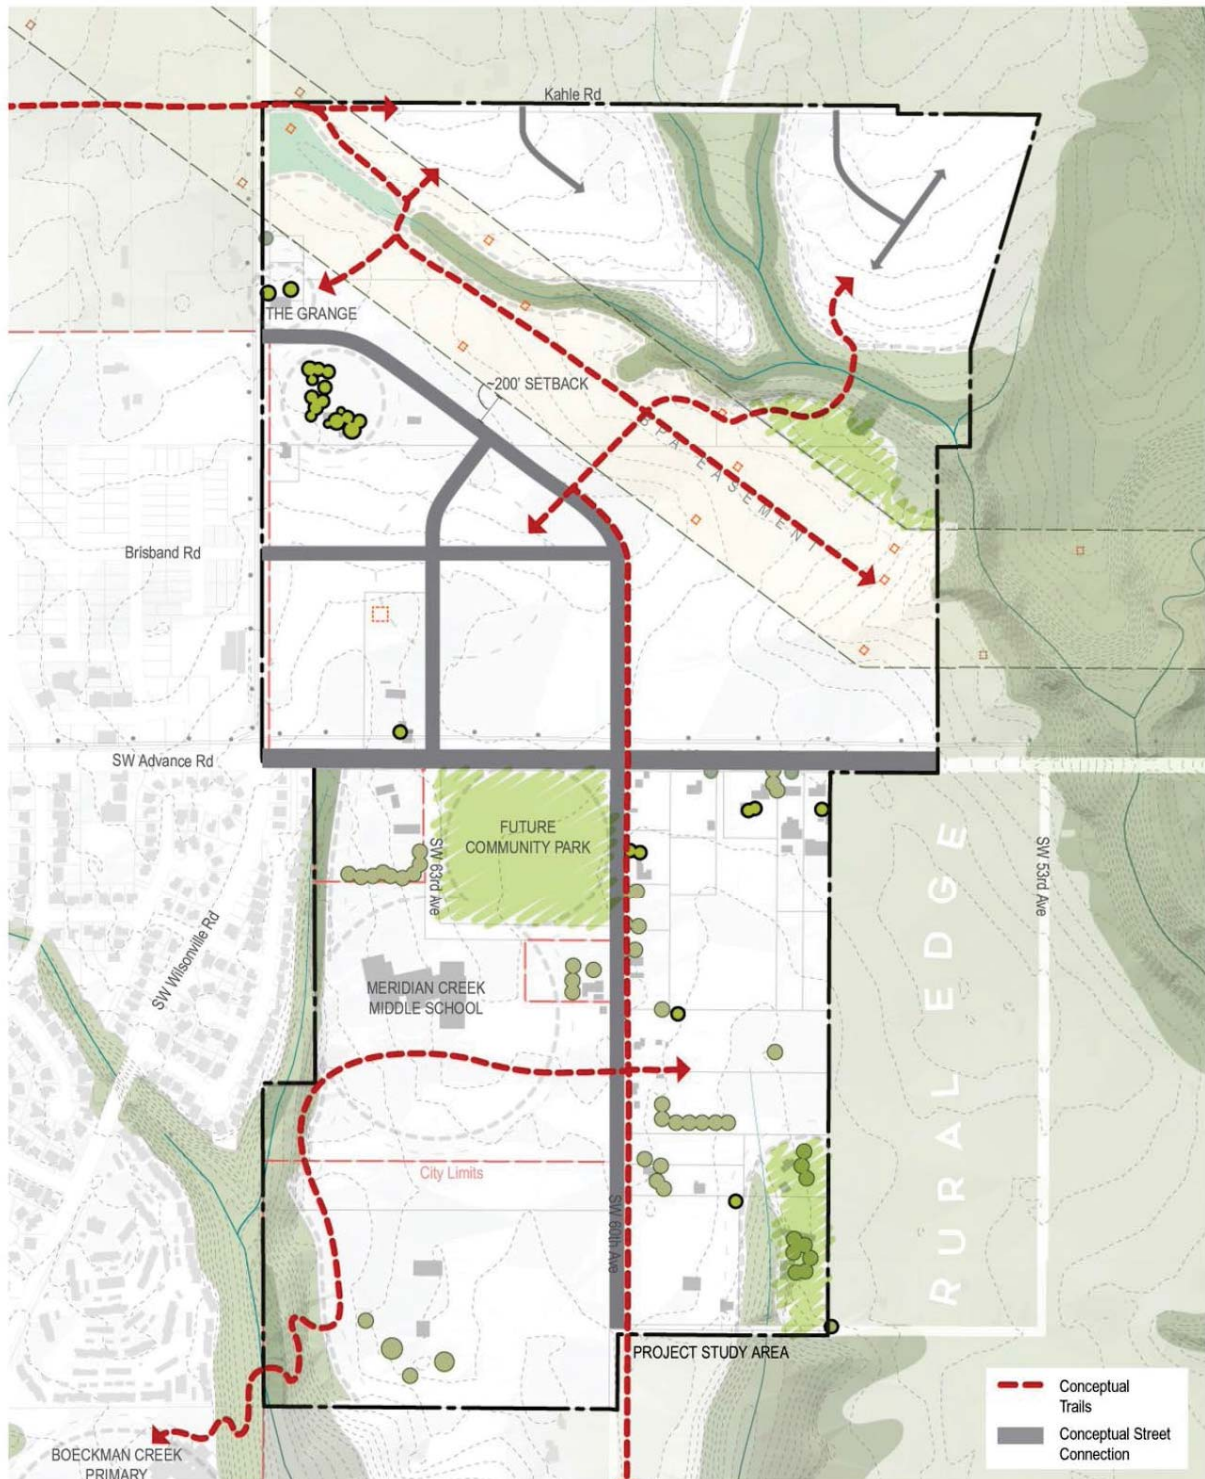 Kahle Rd
THE GRANGE
~200' SETBACK
BPA EASEMENT
Brisband Rd
SW Advance Rd
FUTURE
COMMUNITY PARK
SW 63rd Ave
SW 53rd Ave
RURAL EDGE
SW Wilsonville Rd
MERIDIAN CREEK
MIDDLE SCHOOL
City Limits
SW 60th Ave
PROJECT STUDY AREA
BOECKMAN CREEK
PRIMARY
Conceptual
Trails
Conceptual Street
Connection